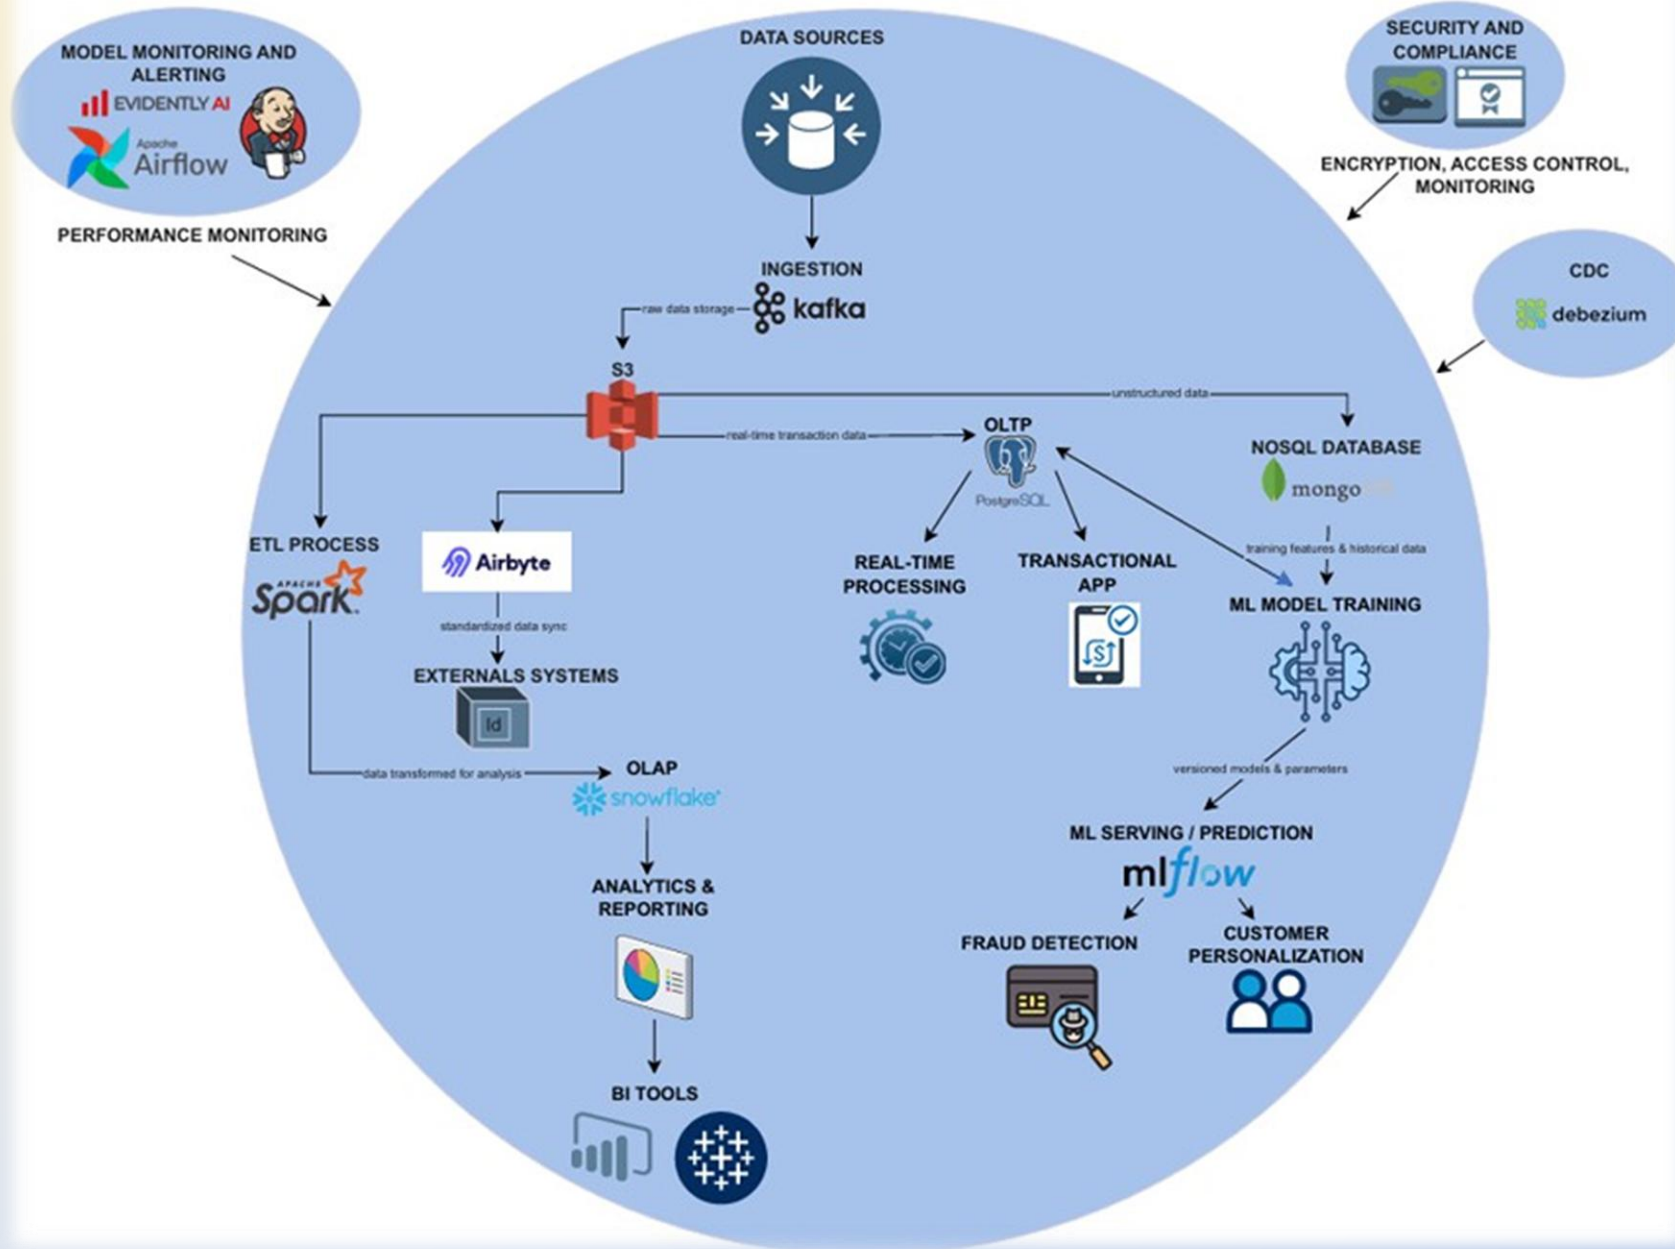 MODEL MONITORING AND
ALERTING
EVIDENTLY AI
Apache
Airflow
PERFORMANCE MONITORING
DATA SOURCES
SECURITY AND
COMPLIANCE
ENCRYPTION, ACCESS CONTROL,
MONITORING
CDC
debezium
INGESTION
kafka
raw data storage
S3
unstructured data
real-time transaction data
OLTP
PostgreSQL
NOSQL DATABASE
mongo
ETL PROCESS
APACHE
Spark
Airbyte
standardized data sync
EXTERNALS SYSTEMS
Id
REAL-TIME
PROCESSING
TRANSACTIONAL
APP
$
training features & historical data
ML MODEL TRAINING
data transformed for analysis
OLAP
snowflake
versioned models & parameters
ML SERVING / PREDICTION
mlflow
ANALYTICS &
REPORTING
FRAUD DETECTION
CUSTOMER
PERSONALIZATION
BI TOOLS